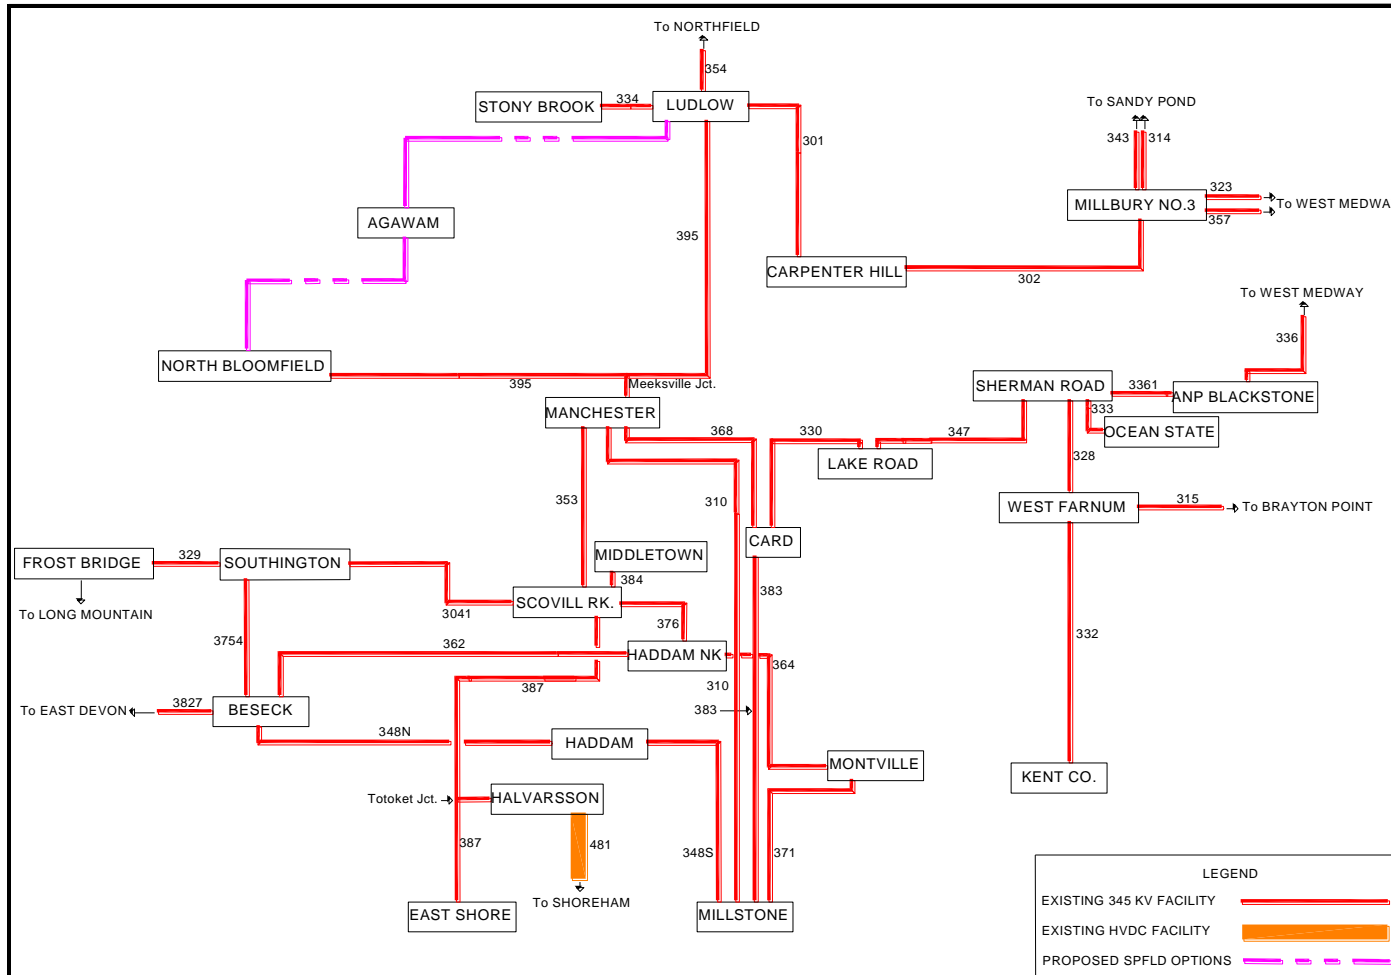 To NORTHFIELD
354
STONY BROOK
334
LUDLOW
To SANDY POND
301
343
314
323
MILLBURY NO.3
To WEST MEDWA
357
AGAWAM
395
CARPENTER HILL
302
To WEST MEDWAY
336
NORTH BLOOMFIELD
395
Meeksville Jct.
SHERMAN ROAD
3361
ANP BLACKSTONE
333
MANCHESTER
368
330
347
OCEAN STATE
LAKE ROAD
328
353
310
WEST FARNUM
315
To BRAYTON POINT
CARD
MIDDLETOWN
FROST BRIDGE
329
SOUTHINGTON
384
383
SCOVILL RK.
To LONG MOUNTAIN
3041
376
332
3754
362
HADDAM NK
364
387
310
To EAST DEVON
3827
BESECK
383
348N
HADDAM
MONTVILLE
KENT CO.
Totoket Jct.
HALVARSSON
387
481
348S
371
LEGEND
To SHOREHAM
EXISTING 345 KV FACILITY
EAST SHORE
MILLSTONE
EXISTING HVDC FACILITY
PROPOSED SPFLD OPTIONS